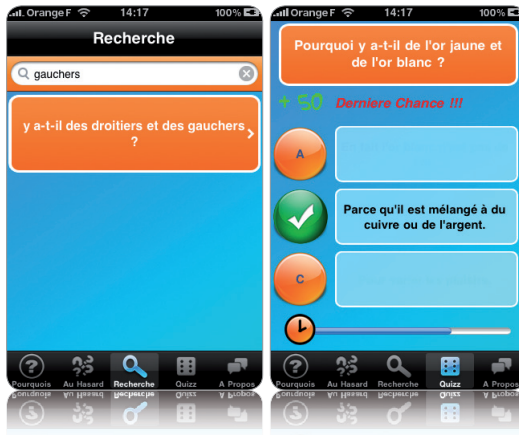 Orange F 14:17 100%
Recherche
gauchers
y a-t-il des droitiers et des gauchers
?
Pourquois Au Hasard Recherche Quizz A Propos
Orange F 14:17 100%
Pourquoi y a-t-il de l'or jaune et
de l'or blanc ?
+ 50 Derniere Chance !!!
A
Parce qu'il est mélangé à du
cuivre ou de l'argent.
C
Pourquois Au Hasard Recherche Quizz A Propos